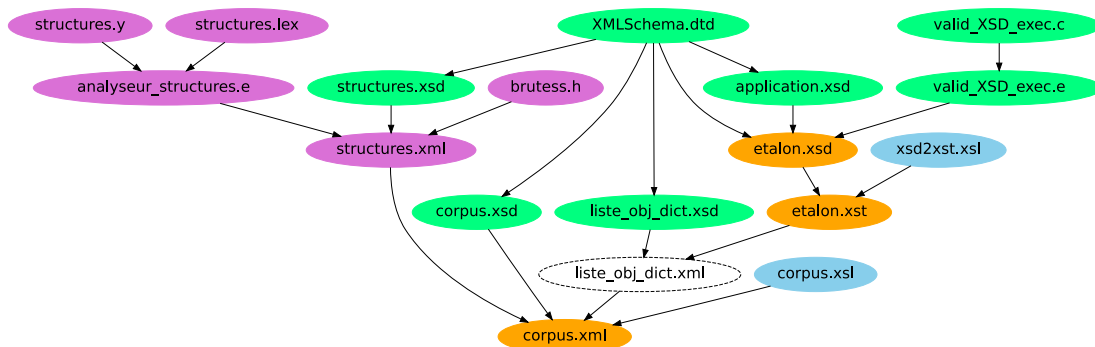 structures.y
structures.lex
XMLSchema.dtd
valid_XSD_exec.c
analyseur_structures.e
structures.xsd
brutess.h
application.xsd
valid_XSD_exec.e
structures.xml
etalon.xsd
xsd2xst.xsl
corpus.xsd
liste_obj_dict.xsd
etalon.xst
liste_obj_dict.xml
corpus.xsl
corpus.xml